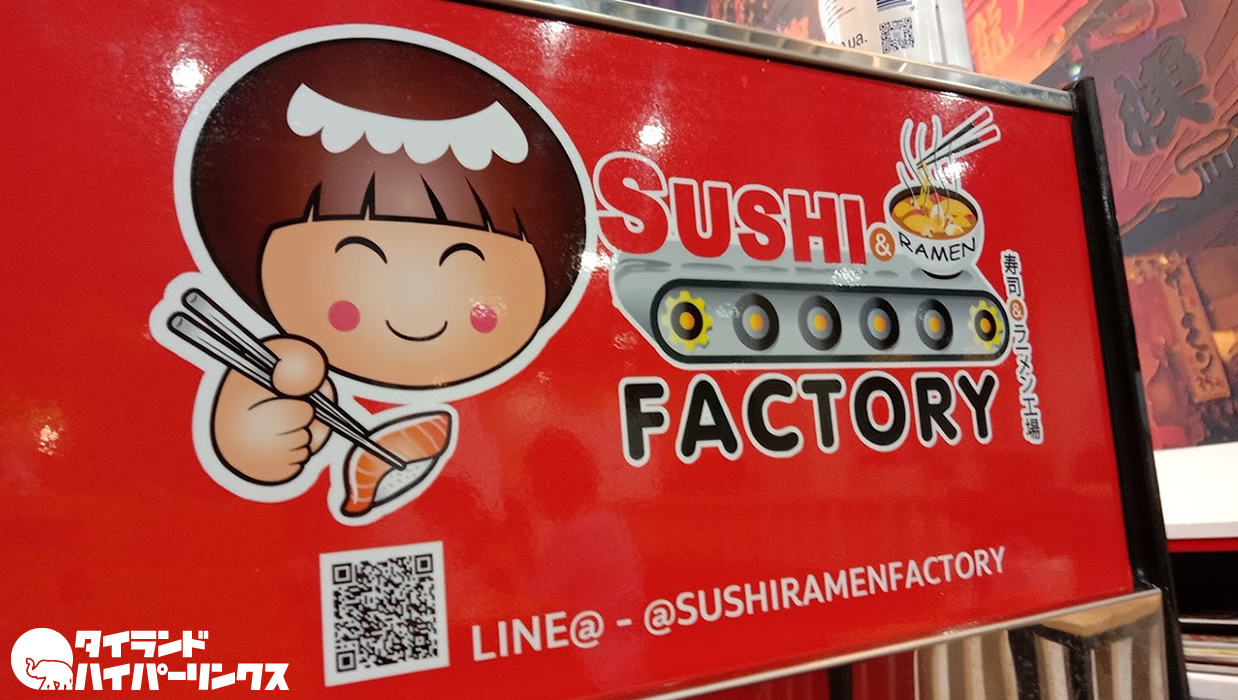 SUSHI & RAMEN
FACTORY
寿司&ラーメン工場
LINE@ - @SUSHIRAMENFACTORY
タイランド
ハイパーリンクス